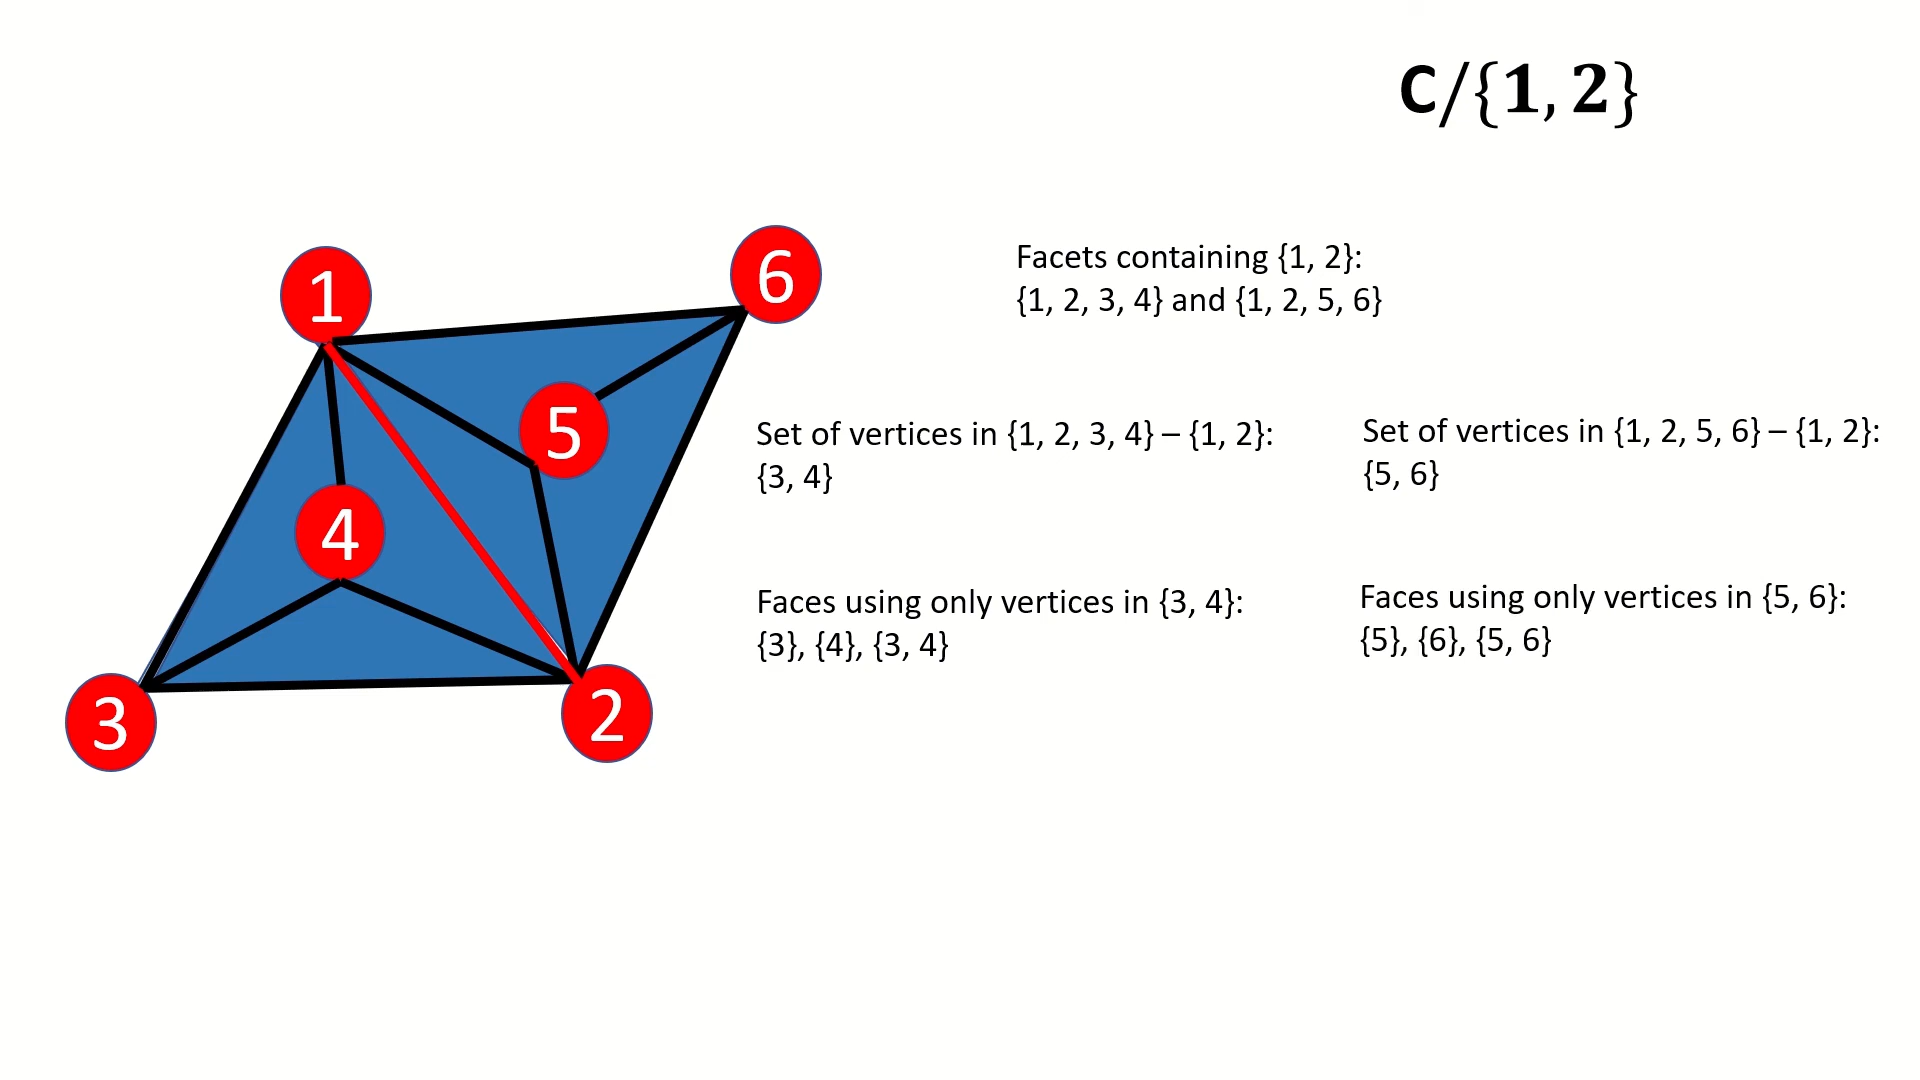 C/{1, 2}
1
6
5
4
3
2
Facets containing {1, 2}:
{1, 2, 3, 4} and {1, 2, 5, 6}
Set of vertices in {1, 2, 3, 4} – {1, 2}:
{3, 4}
Set of vertices in {1, 2, 5, 6} – {1, 2}:
{5, 6}
Faces using only vertices in {3, 4}:
{3}, {4}, {3, 4}
Faces using only vertices in {5, 6}:
{5}, {6}, {5, 6}